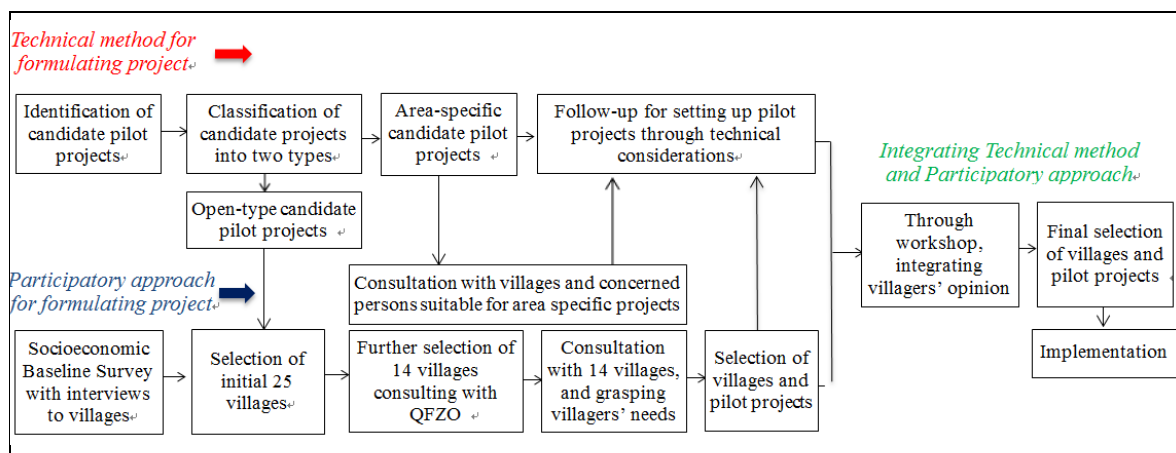 Technical method for
formulating project
Identification of
candidate pilot
projects
Classification of
candidate projects
into two types
Area-specific
candidate pilot
projects
Follow-up for setting up pilot
projects through technical
considerations
Integrating Technical method
and Participatory approach
Open-type candidate
pilot projects
Through
workshop,
integrating
villagers’ opinion
Final selection
of villages and
pilot projects
Participatory approach
for formulating project
Consultation with villages and concerned
persons suitable for area specific projects
Socioeconomic
Baseline Survey
with interviews
to villages
Selection of
initial 25
villages
Further selection of
14 villages
consulting with
QFZO
Consultation
with 14 villages,
and grasping
villagers’ needs
Selection of
villages and
pilot projects
Implementation